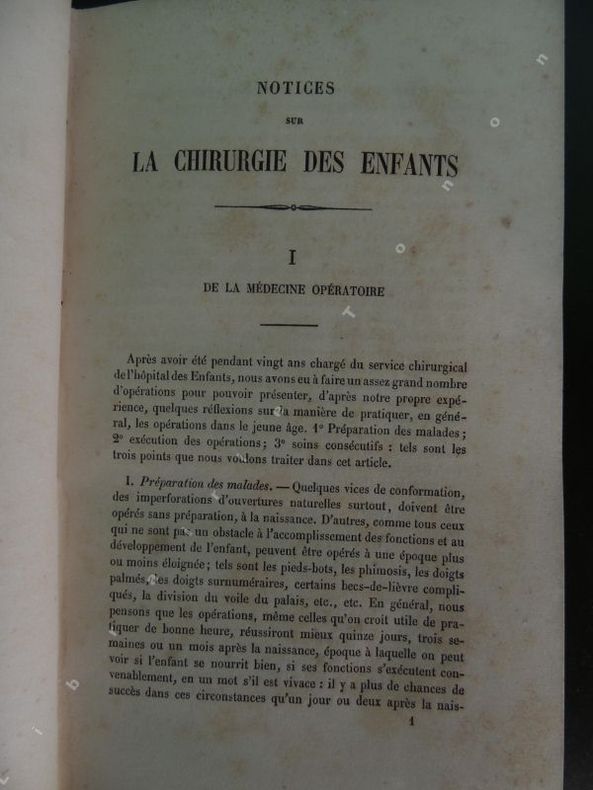 NOTICES
SUR
LA CHIRURGIE DES ENFANTS
I
DE LA MÉDECINE OPÉRATOIRE
Après avoir été pendant vingt ans chargé du service chirurgical
de l'hôpital des Enfants, nous avons eu à faire un assez grand nombre
d'opérations pour pouvoir présenter, d'après notre propre expé-
rience, quelques réflexions sur la manière de pratiquer, en géné-
ral, les opérations dans le jeune âge. 1° Préparation des malades;
2° exécution des opérations; 3° soins consécutifs : tels sont les
trois points que nous voulons traiter dans cet article.
I. Préparation des malades. — Quelques vices de conformation,
des imperforations d'ouvertures naturelles surtout, doivent être
opérés sans préparation, à la naissance. D'autres, comme tous ceux
qui ne sont pas un obstacle à l'accomplissement des fonctions et au
développement de l'enfant, peuvent être opérés à une époque plus
ou moins éloignée; tels sont les pieds-bots, les phimosis, les doigts
palmés, les doigts surnuméraires, certains becs-de-lièvre compli-
qués, la division du voile du palais, etc., etc. En général, nous
pensons que les opérations, même celles qu'on croit utile de pra-
tiquer de bonne heure, réussiront mieux quinze jours, trois se-
maines ou un mois après la naissance, époque à laquelle on peut
voir si l'enfant se nourrit bien, si ses fonctions s'exécutent con-
venablement, en un mot s'il est vivace : il y a plus de chances de
succès dans ces circonstances qu'un jour ou deux après la nais-
1